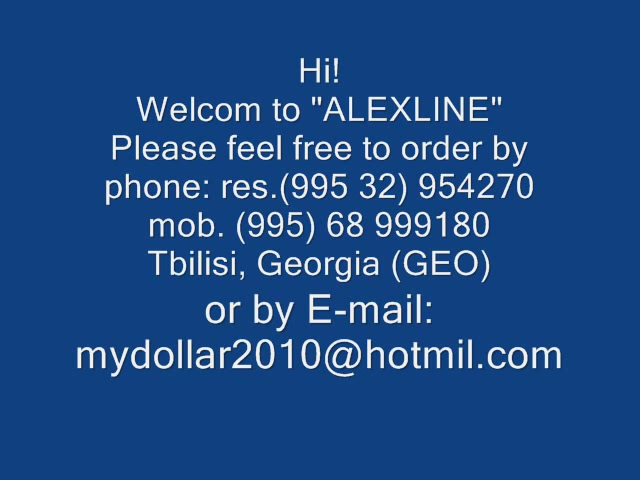 Hi!
Welcom to "ALEXLINE"
Please feel free to order by
phone: res.(995 32) 954270
mob. (995) 68 999180
Tbilisi, Georgia (GEO)
or by E-mail:
mydollar2010@hotmil.com